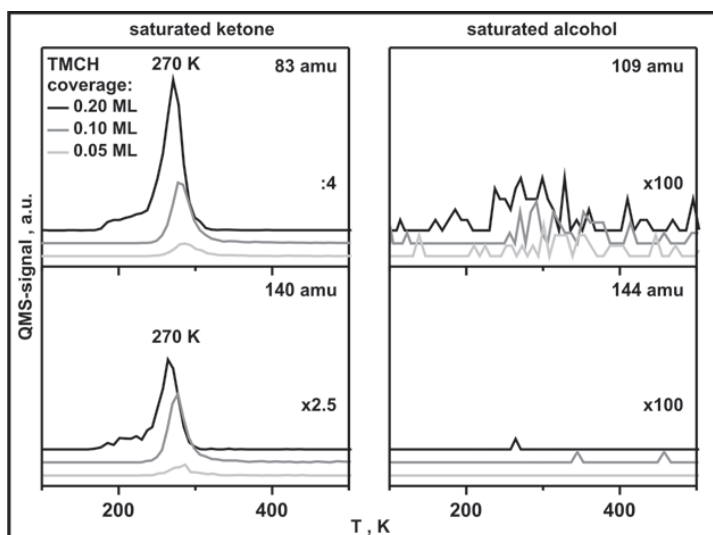 saturated ketone
saturated alcohol
TMCH
coverage:
0.20 ML
0.10 ML
0.05 ML
270 K
83 amu
:4
109 amu
x100
270 K
140 amu
x2.5
144 amu
x100
QMS-signal , a.u.
200
400
200
400
T , K